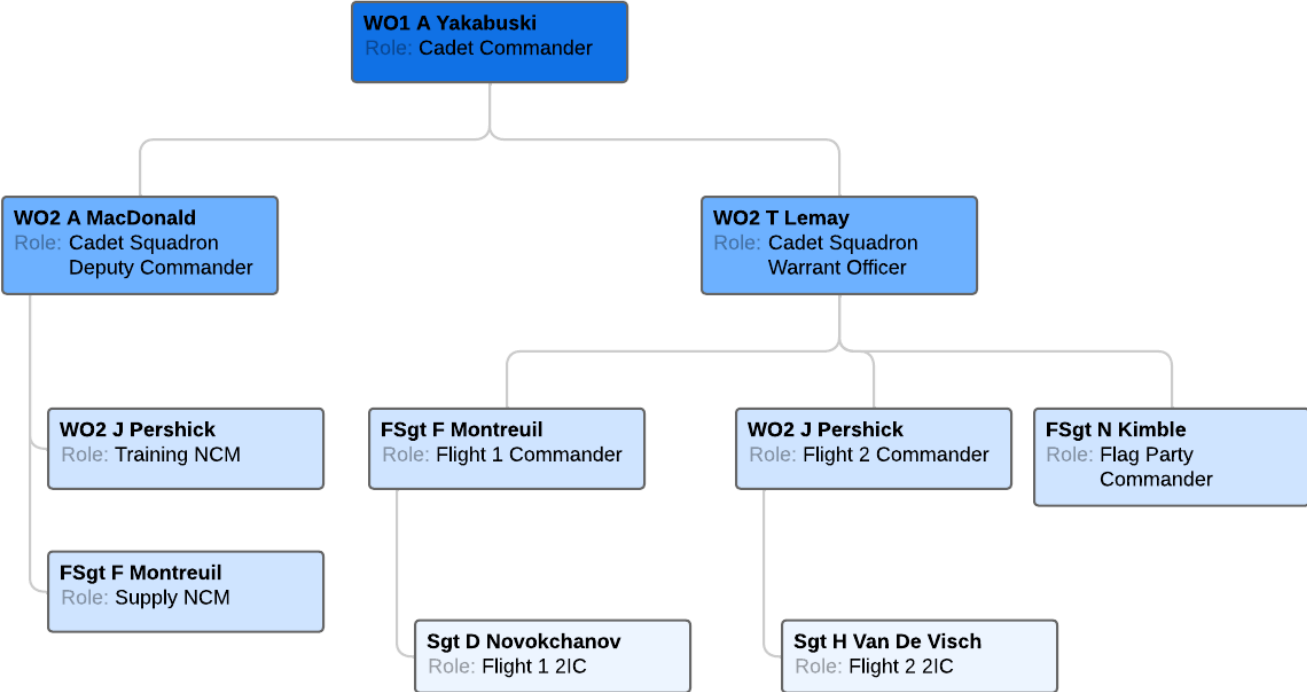 WO1 A Yakabuski
Role: Cadet Commander
WO2 A MacDonald
Role: Cadet Squadron
Deputy Commander
WO2 T Lemay
Role: Cadet Squadron
Warrant Officer
WO2 J Pershick
Role: Training NCM
FSgt F Montreuil
Role: Flight 1 Commander
WO2 J Pershick
Role: Flight 2 Commander
FSgt N Kimble
Role: Flag Party
Commander
FSgt F Montreuil
Role: Supply NCM
Sgt D Novokchanov
Role: Flight 1 2IC
Sgt H Van De Visch
Role: Flight 2 2IC